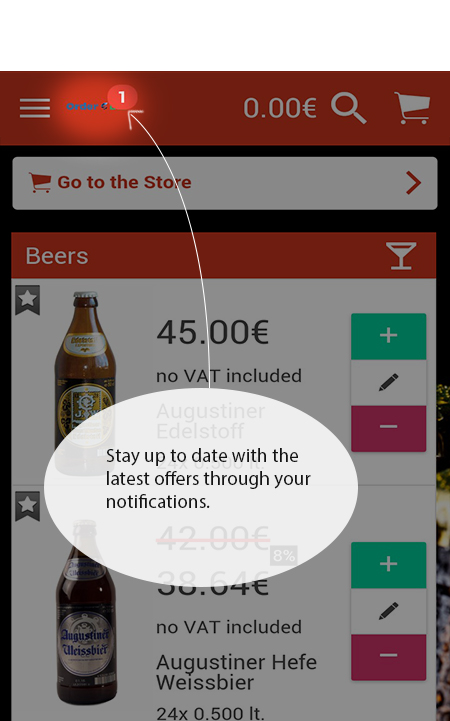 Order
1
0.00€
Go to the Store
Beers
45.00€
no VAT included
Augustiner
Edelstoff
24x 0.500 lt.
Stay up to date with the
latest offers through your
notifications.
42.00€
8%
38.64€
no VAT included
Augustiner Hefe
Weissbier
24x 0.500 lt.
Augustiner
Weissbier